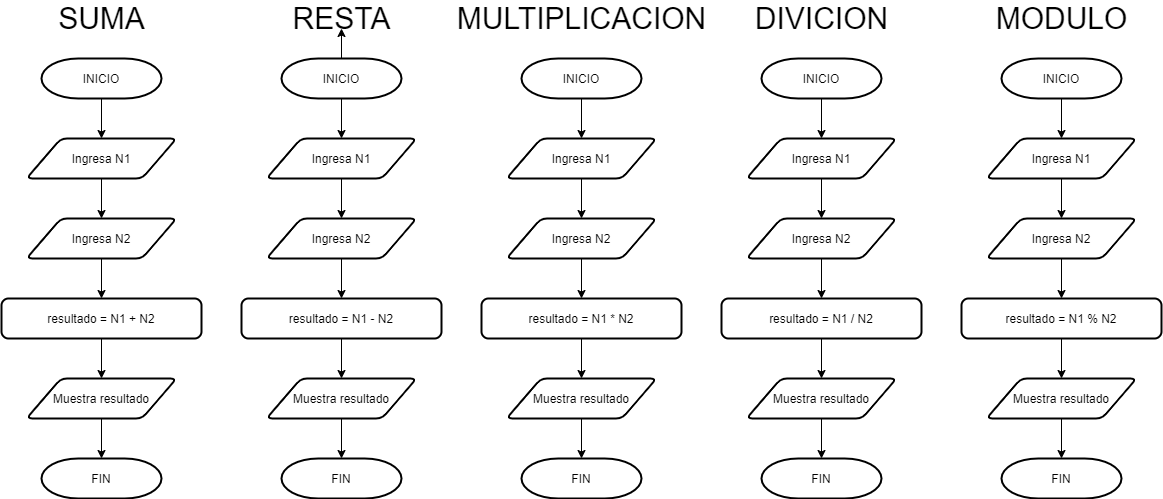 SUMA
INICIO
Ingresa N1
Ingresa N2
resultado = N1 + N2
Muestra resultado
FIN
RESTA
INICIO
Ingresa N1
Ingresa N2
resultado = N1 - N2
Muestra resultado
FIN
MULTIPLICACION
INICIO
Ingresa N1
Ingresa N2
resultado = N1 * N2
Muestra resultado
FIN
DIVICION
INICIO
Ingresa N1
Ingresa N2
resultado = N1 / N2
Muestra resultado
FIN
MODULO
INICIO
Ingresa N1
Ingresa N2
resultado = N1 % N2
Muestra resultado
FIN